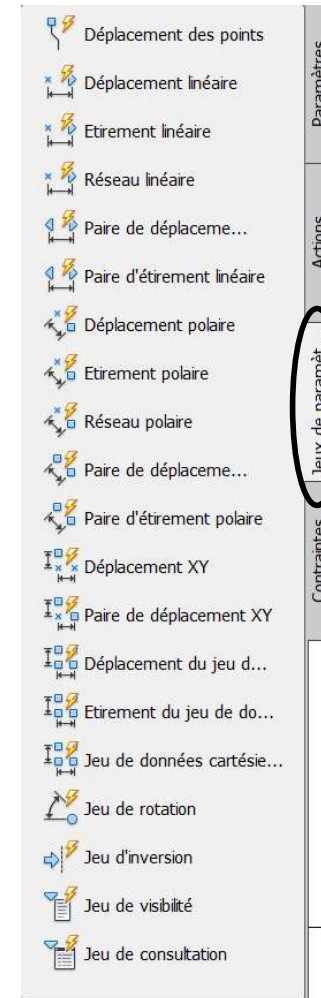 Déplacement des points
Déplacement linéaire
Etirement linéaire
Réseau linéaire
Paire de déplaceme...
Paire d'étirement linéaire
Déplacement polaire
Etirement polaire
Réseau polaire
Paire de déplaceme...
Paire d'étirement polaire
Déplacement XY
Paire de déplacement XY
Déplacement du jeu d...
Etirement du jeu de do...
Jeu de données cartésie...
Jeu de rotation
Jeu d'inversion
Jeu de visibilité
Jeu de consultation
Paramètres
Actions
Jeux de paramèt
Contraintes